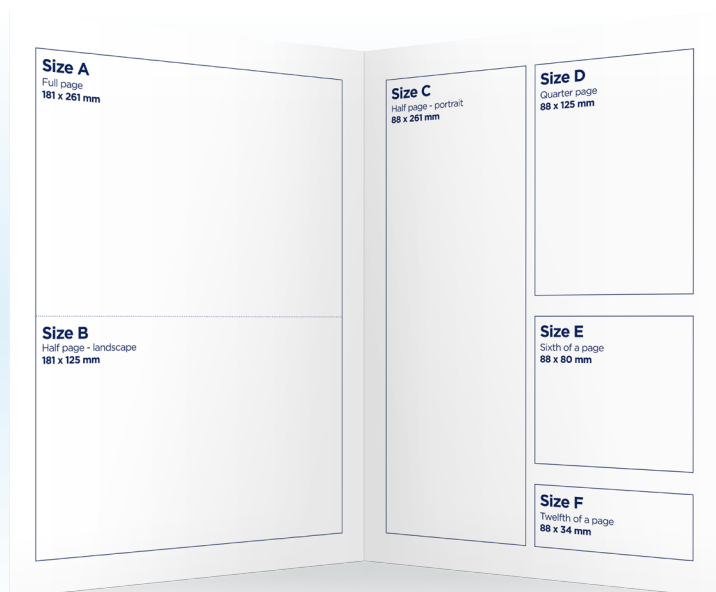 Size A
Full page
181 x 261 mm
Size B
Half page - landscape
181 x 125 mm
Size C
Half page - portrait
88 x 261 mm
Size D
Quarter page
88 x 125 mm
Size E
Sixth of a page
88 x 80 mm
Size F
Twelfth of a page
88 x 34 mm